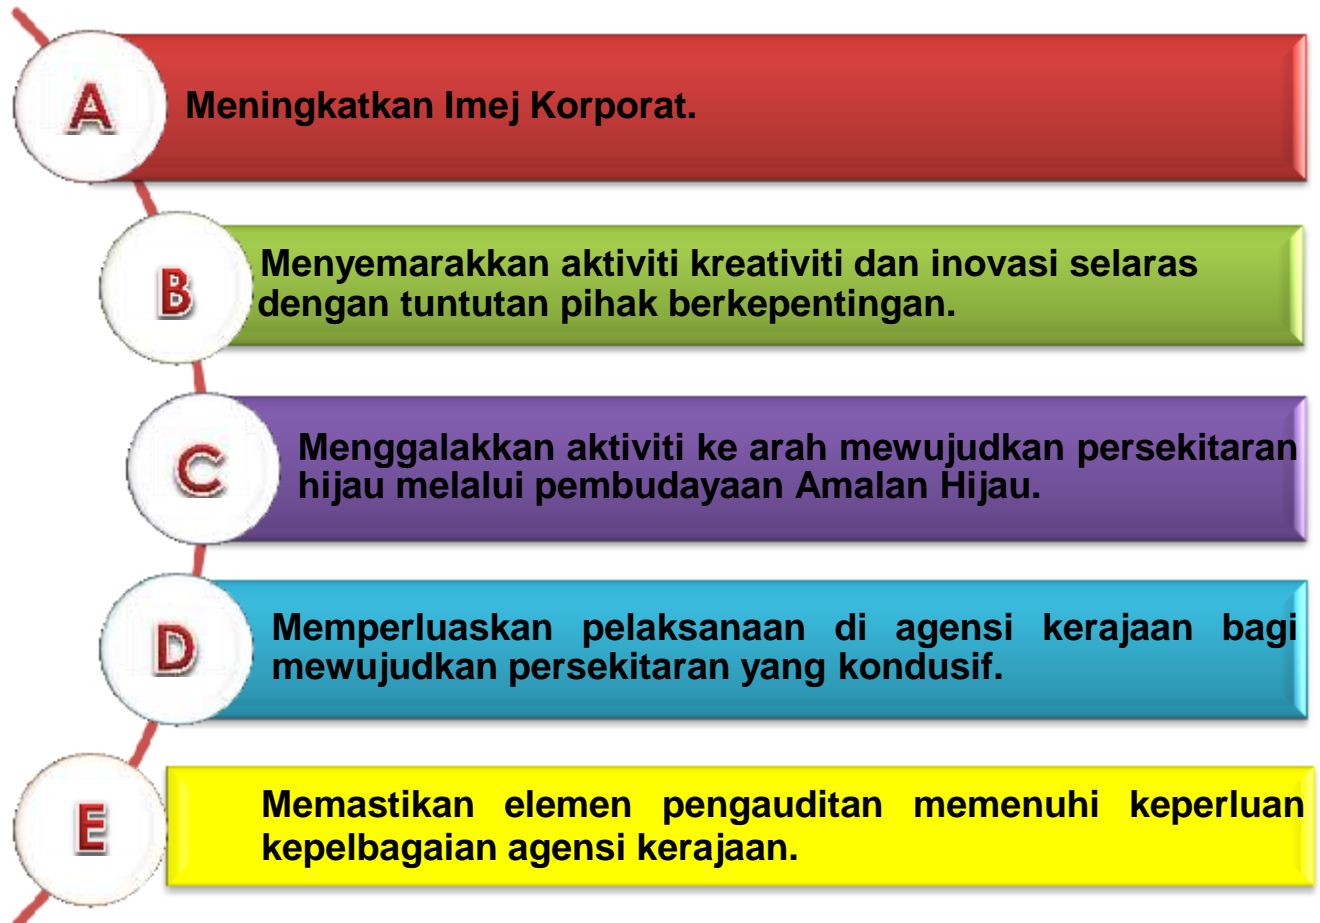 A
Meningkatkan Imej Korporat.
B
Menyemarakkan aktiviti kreativiti dan inovasi selaras
dengan tuntutan pihak berkepentingan.
C
Menggalakkan aktiviti ke arah mewujudkan persekitaran
hijau melalui pembudayaan Amalan Hijau.
D
Memperluaskan pelaksanaan di agensi kerajaan bagi
mewujudkan persekitaran yang kondusif.
E
Memastikan elemen pengauditan memenuhi keperluan
kepelbagaian agensi kerajaan.